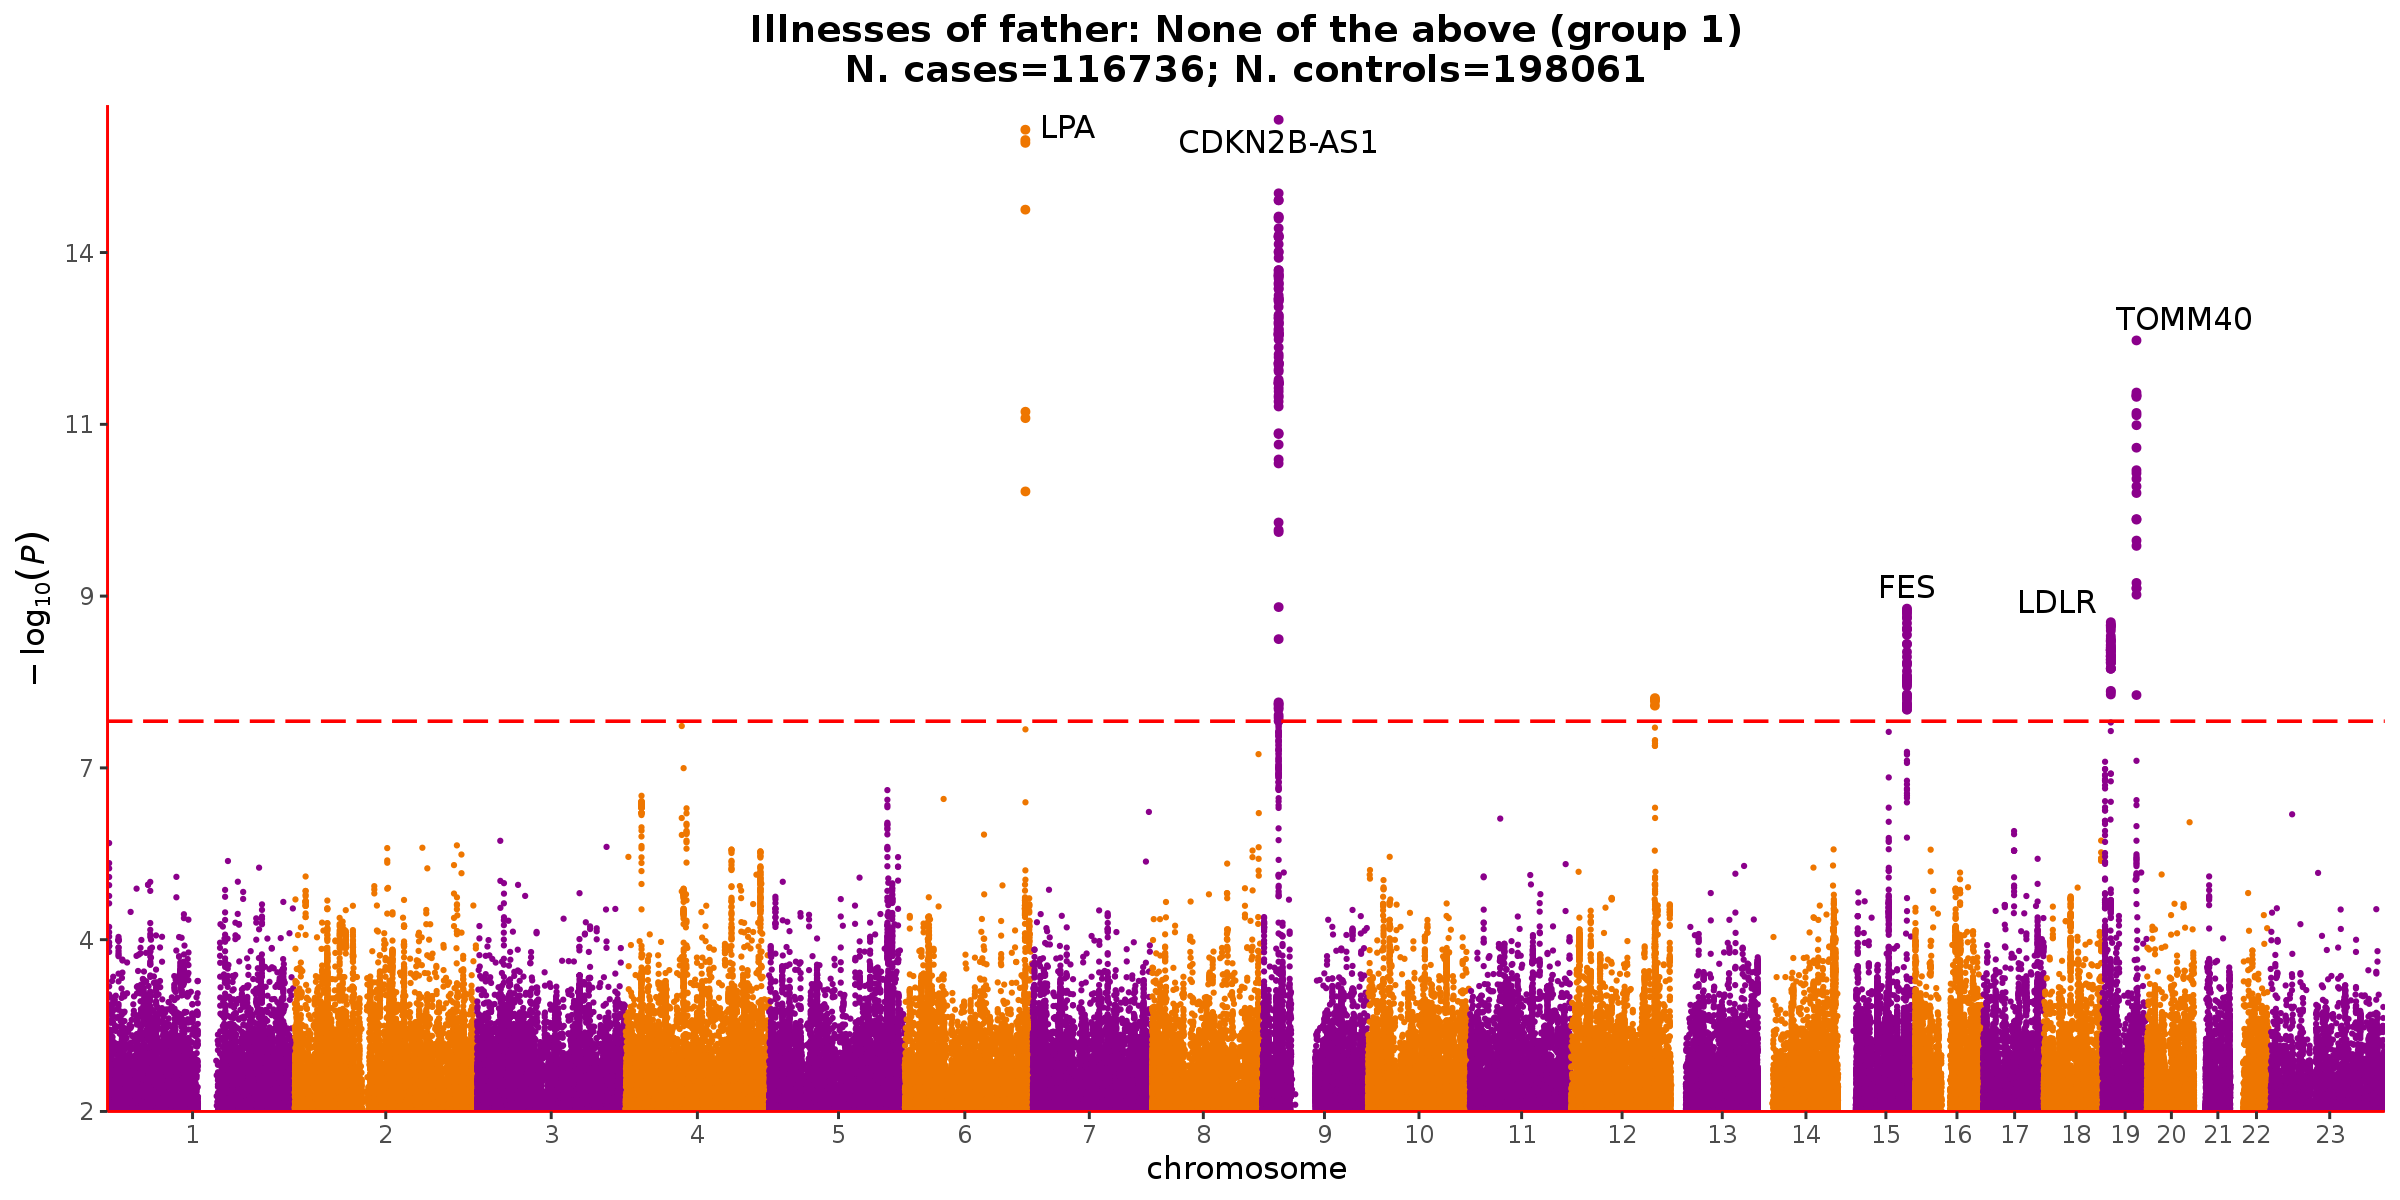 Illnesses of father: None of the above (group 1)
N. cases=116736; N. controls=198061
LPA
CDKN2B-AS1
TOMM40
FES
LDLR
14
11
9
7
4
2
−log10(P)
1 2 3 4 5 6 7 8 9 10 11 12 13 14 15 16 17 18 19 20 21 22 23
chromosome